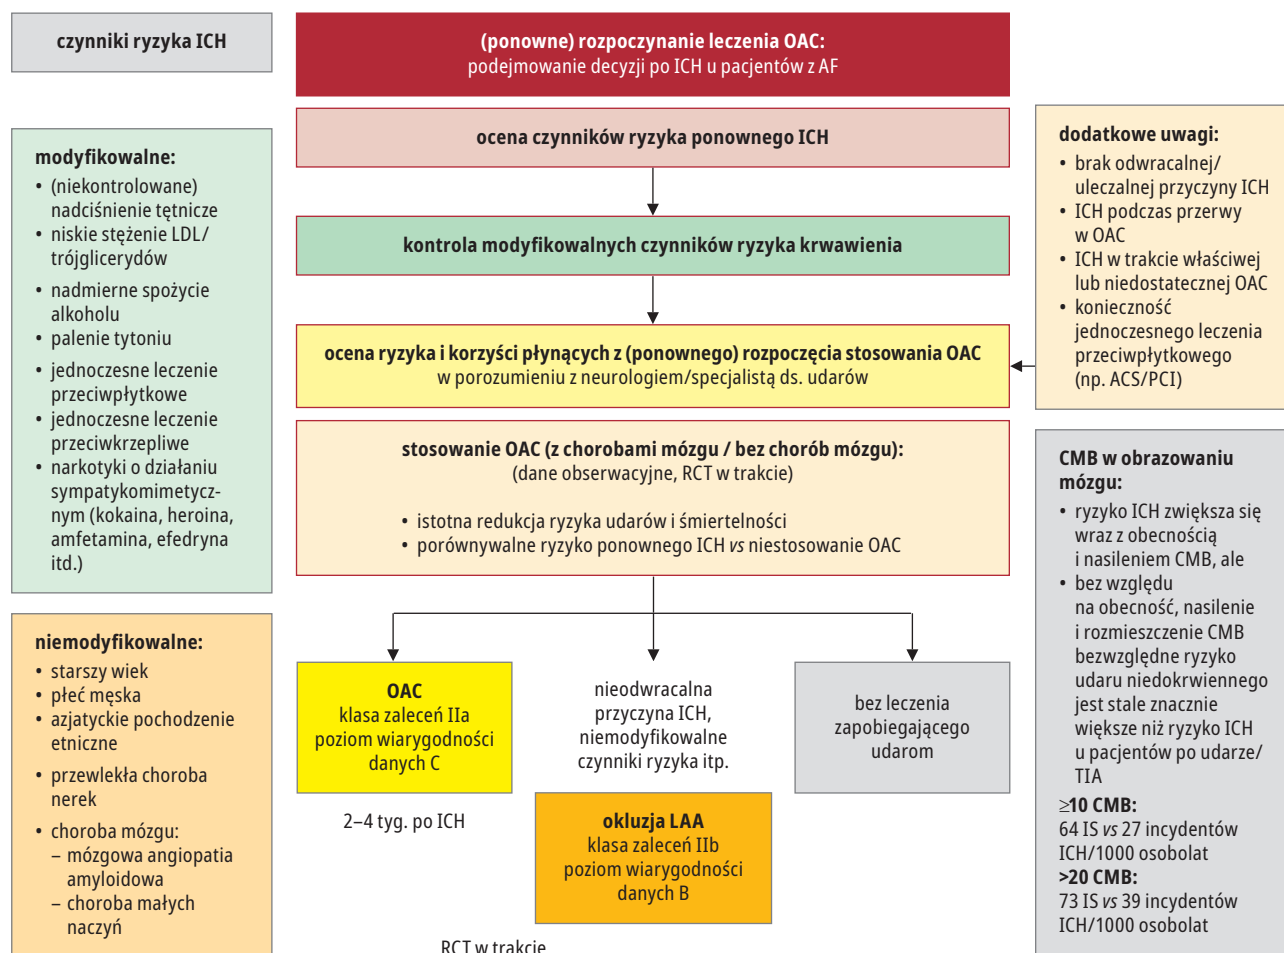 czynniki ryzyka ICH
(ponowne) rozpoczynanie leczenia OAC:
podejmowanie decyzji po ICH u pacjentów z AF
modyfikowalne:
• (niekontrolowane)
nadciśnienie tętnicze
• niskie stężenie LDL/
trójglicerydów
• nadmierne spożycie
alkoholu
• palenie tytoniu
• jednoczesne leczenie
przeciwpłytkowe
• jednoczesne leczenie
przeciwkrzepliwe
• narkotyki o działaniu
sympatykomimetycz-
nym (kokaina, heroina,
amfetamina, efedryna
itd.)
niemodyfikowalne:
• starszy wiek
• płeć męska
• azjatyckie pochodzenie
etniczne
• przewlekła choroba
nerek
• choroba mózgu:
– mózgowa angiopatia
amyloidowa
– choroba małych
naczyń
ocena czynników ryzyka ponownego ICH
kontrola modyfikowalnych czynników ryzyka krwawienia
ocena ryzyka i korzyści płynących z (ponownego) rozpoczęcia stosowania OAC
w porozumieniu z neurologiem/specjalistą ds. udarów
stosowanie OAC (z chorobami mózgu / bez chorób mózgu):
(dane obserwacyjne, RCT w trakcie)
• istotna redukcja ryzyka udarów i śmiertelności
• porównywalne ryzyko ponownego ICH vs niestosowanie OAC
OAC
klasa zaleceń IIa
poziom wiarygodności
danych C
2–4 tyg. po ICH
nieodwracalna
przyczyna ICH,
niemodyfikowalne
czynniki ryzyka itp.
okluzja LAA
klasa zaleceń IIb
poziom wiarygodności
danych B
RCT w trakcie
bez leczenia
zapobiegającego
udarom
dodatkowe uwagi:
• brak odwracalnej/
uleczalnej przyczyny ICH
• ICH podczas przerwy
w OAC
• ICH w trakcie właściwej
lub niedostatecznej OAC
• konieczność
jednoczesnego leczenia
przeciwpłytkowego
(np. ACS/PCI)
CMB w obrazowaniu
mózgu:
• ryzyko ICH zwiększa się
wraz z obecnością
i nasileniem CMB, ale
• bez względu
na obecność, nasilenie
i rozmieszczenie CMB
bezwzględne ryzyko
udaru niedokrwiennego
jest stale znacznie
większe niż ryzyko ICH
u pacjentów po udarze/
TIA
≥10 CMB:
64 IS vs 27 incydentów
ICH/1000 osobolat
>20 CMB:
73 IS vs 39 incydentów
ICH/1000 osobolat